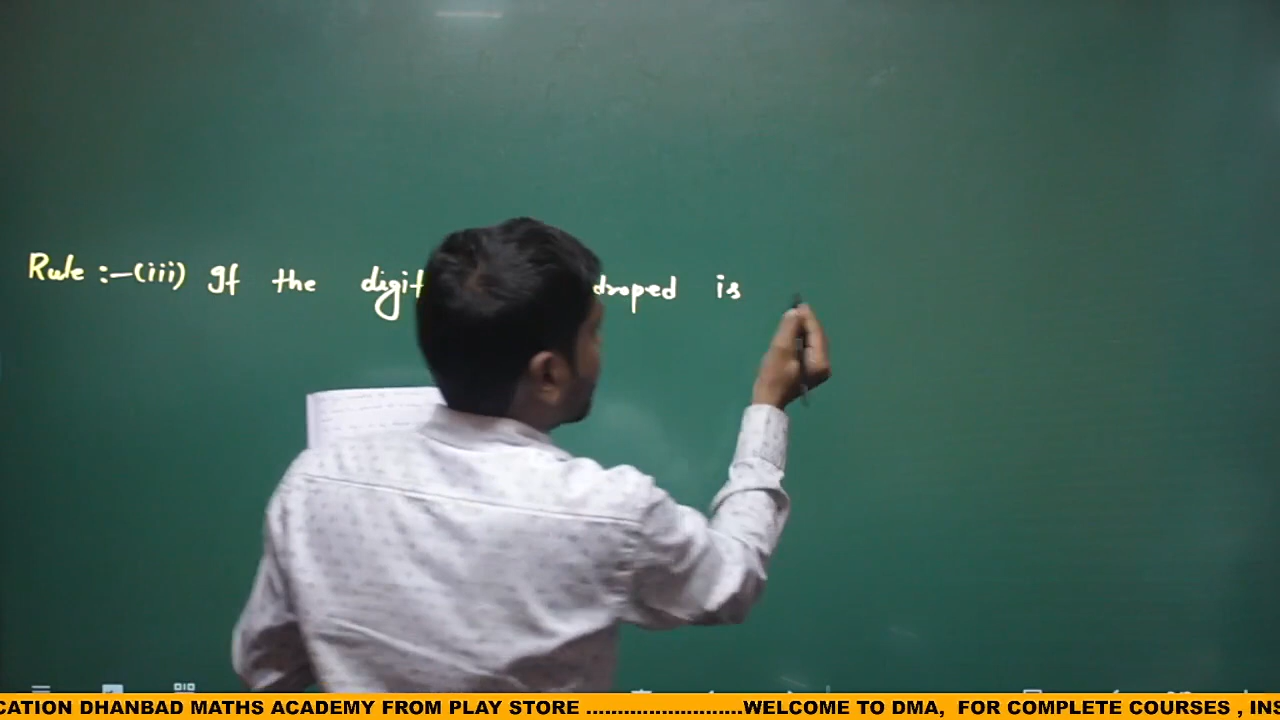 Rule :-(iii) If the digit droped is
CATION DHANBAD MATHS ACADEMY FROM PLAY STORE ........................WELCOME TO DMA, FOR COMPLETE COURSES , INS